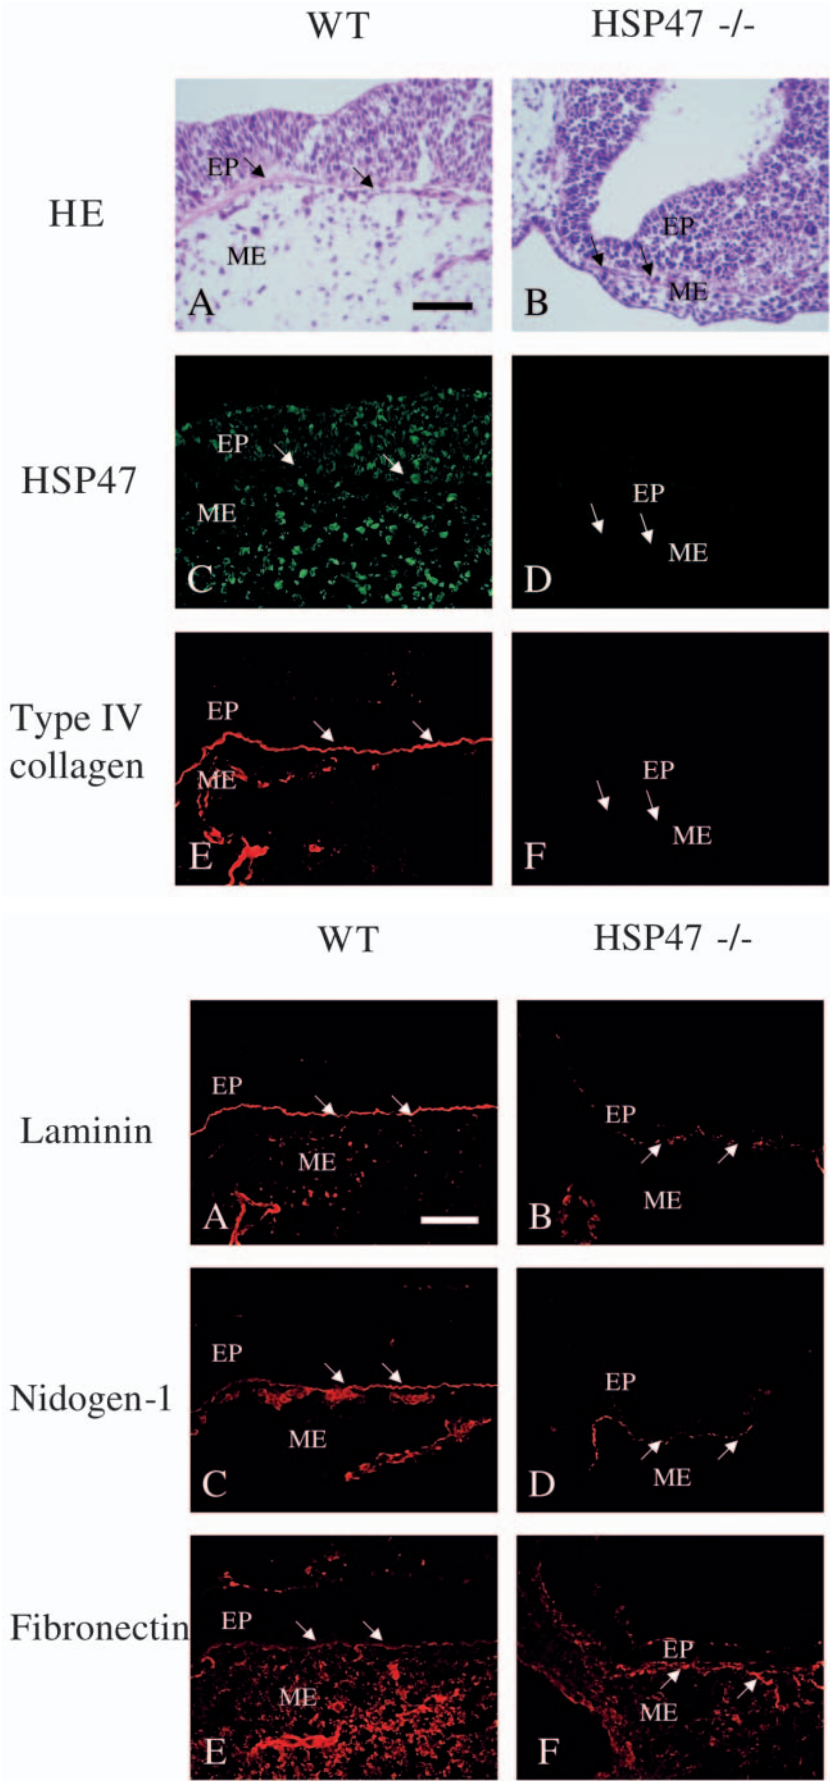 WT HSP47 -/-
HE
EP
ME
A
EP
ME
B
HSP47
EP
ME
C
EP
ME
D
Type IV
collagen
EP
ME
E
EP
ME
F
WT HSP47 -/-
Laminin
EP
ME
A
EP
ME
B
Nidogen-1
EP
ME
C
EP
ME
D
Fibronectin
EP
ME
E
EP
ME
F